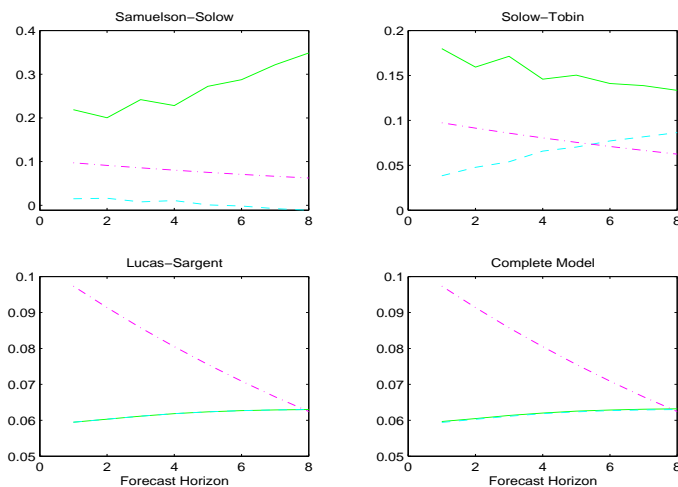 Samuelson−Solow
0.4
0.3
0.2
0.1
0
0 2 4 6 8
Solow−Tobin
0.2
0.15
0.1
0.05
0
0 2 4 6 8
Lucas−Sargent
0.1
0.09
0.08
0.07
0.06
0.05
0 2 4 6 8
Forecast Horizon
Complete Model
0.1
0.09
0.08
0.07
0.06
0.05
0 2 4 6 8
Forecast Horizon